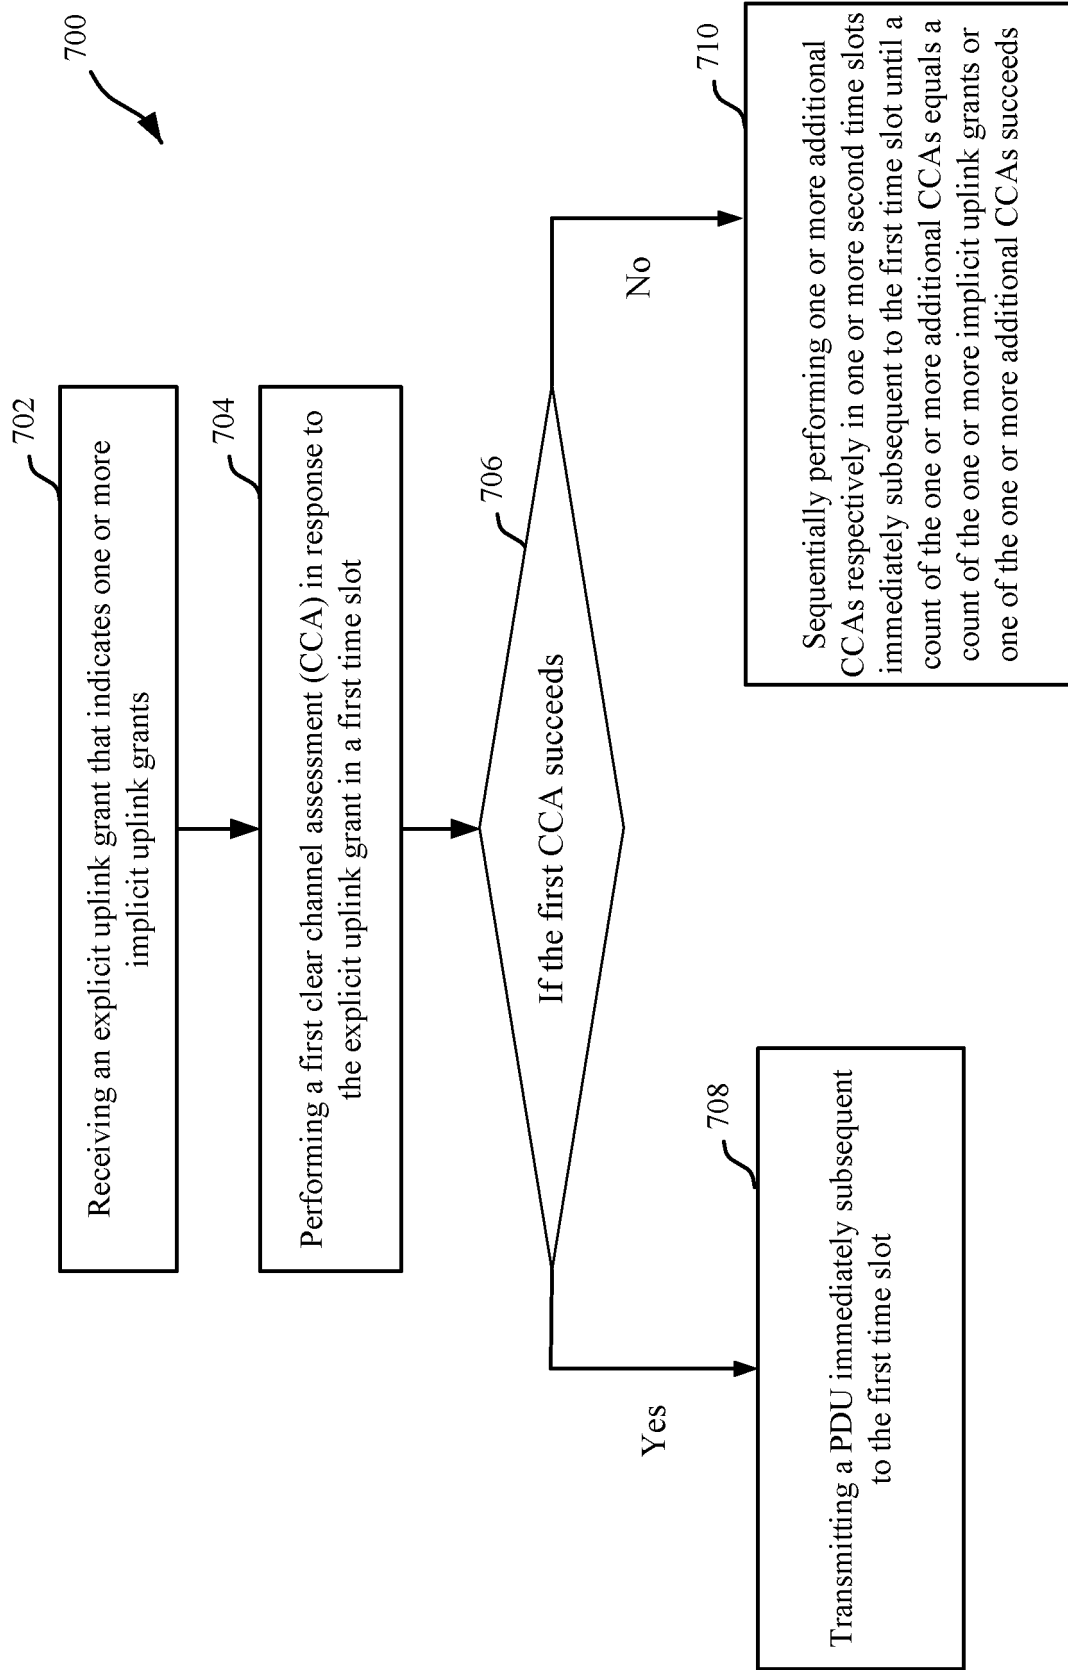 700
702
Receiving an explicit uplink grant that indicates one or more
implicit uplink grants
704
Performing a first clear channel assessment (CCA) in response to
the explicit uplink grant in a first time slot
706
If the first CCA succeeds
Yes
No
708
Transmitting a PDU immediately subsequent
to the first time slot
710
Sequentially performing one or more additional
CCAs respectively in one or more second time slots
immediately subsequent to the first time slot until a
count of the one or more additional CCAs equals a
count of the one or more implicit uplink grants or
one of the one or more additional CCAs succeeds